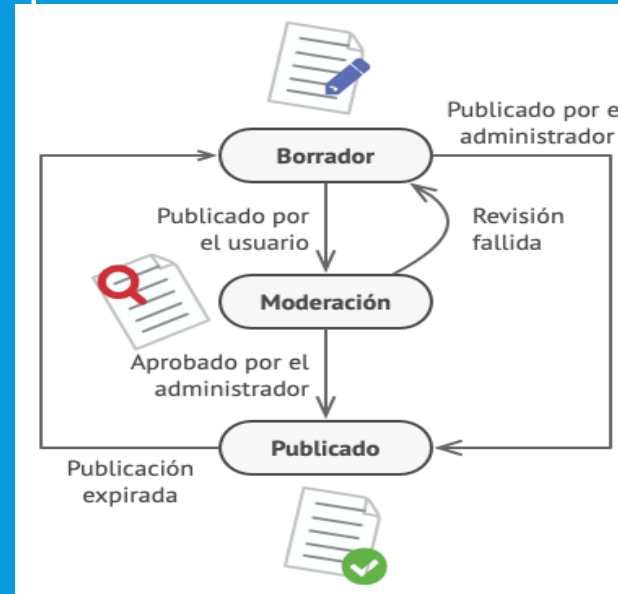 Publicado por e
administrador
Borrador
Publicado por
el usuario
Revisión
fallida
Moderación
Aprobado por el
administrador
Publicado
Publicación
expirada